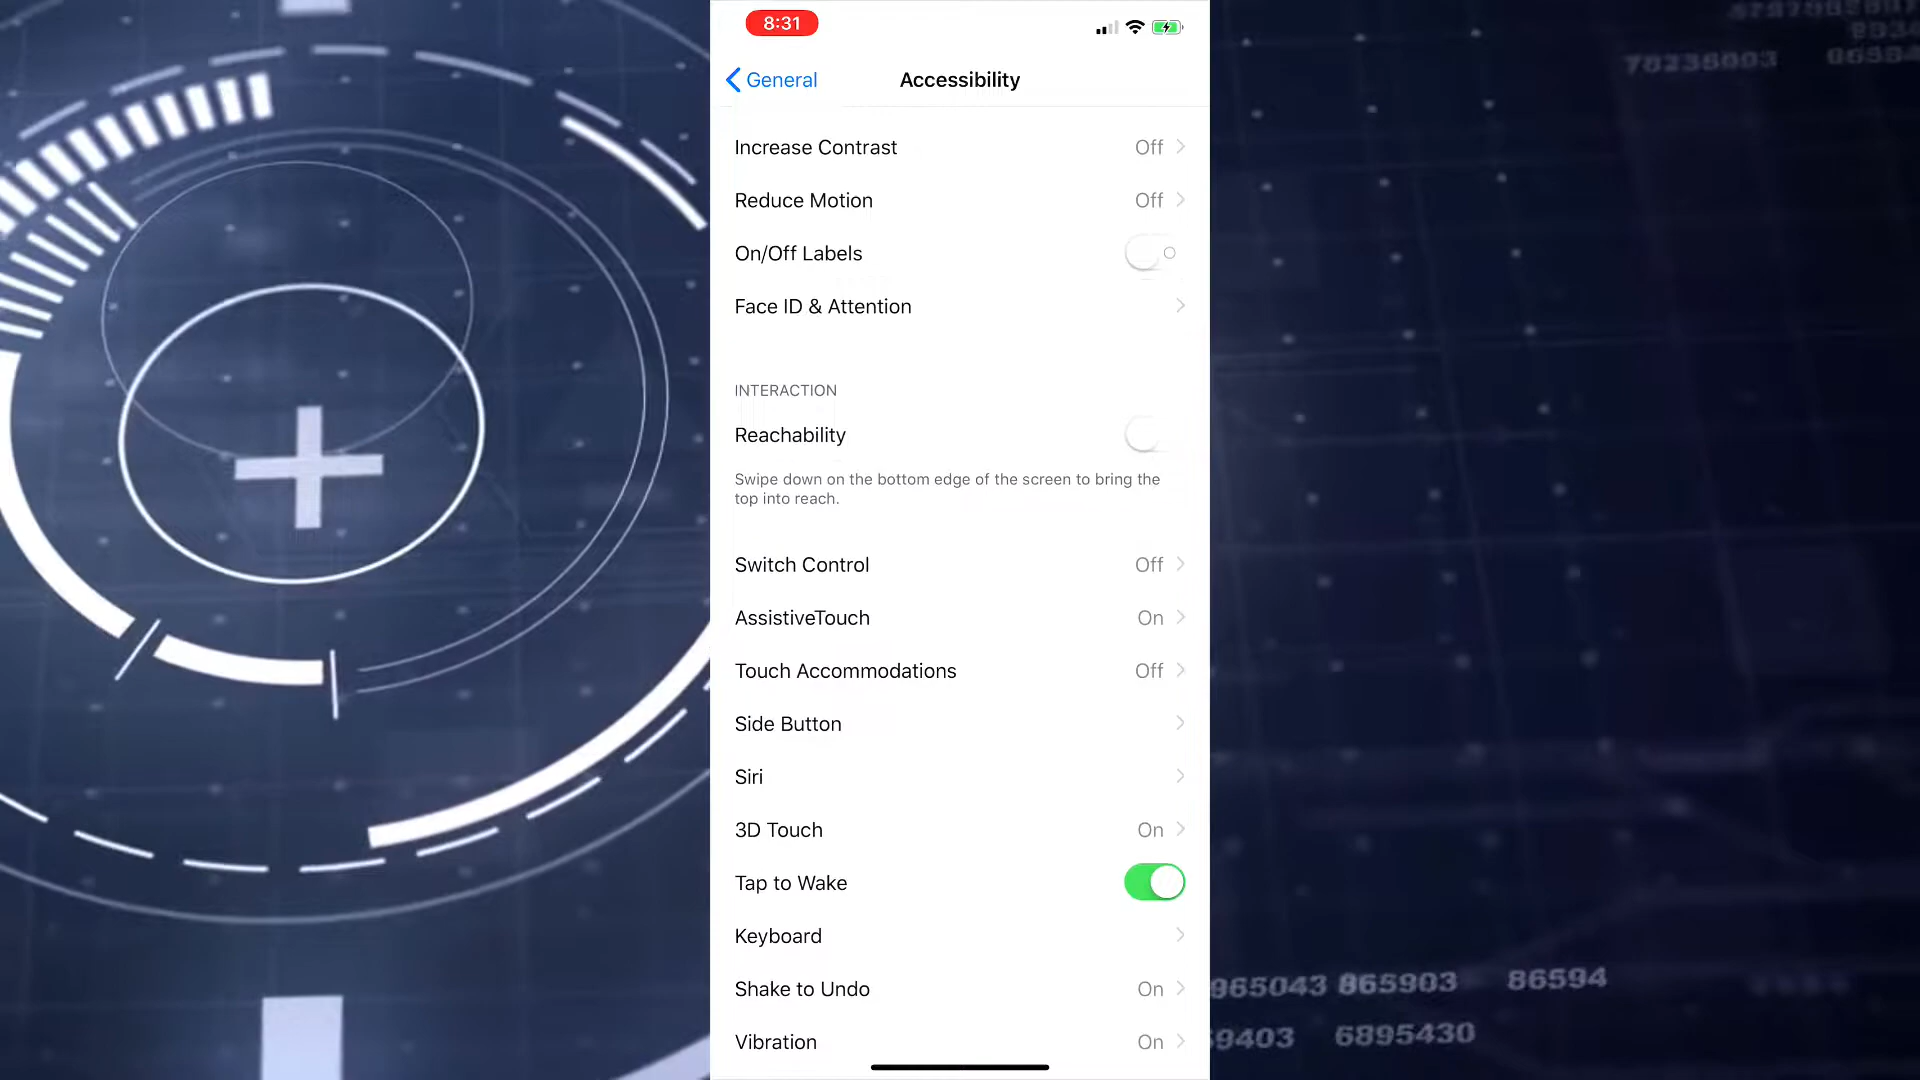 8:31
General
Accessibility
Increase Contrast Off
Reduce Motion Off
On/Off Labels
Face ID & Attention
INTERACTION
Reachability
Swipe down on the bottom edge of the screen to bring the
top into reach.
Switch Control Off
AssistiveTouch On
Touch Accommodations Off
Side Button
Siri
3D Touch On
Tap to Wake
Keyboard
Shake to Undo On
Vibration On
70236003
965043 865903 86594
59403 6895430